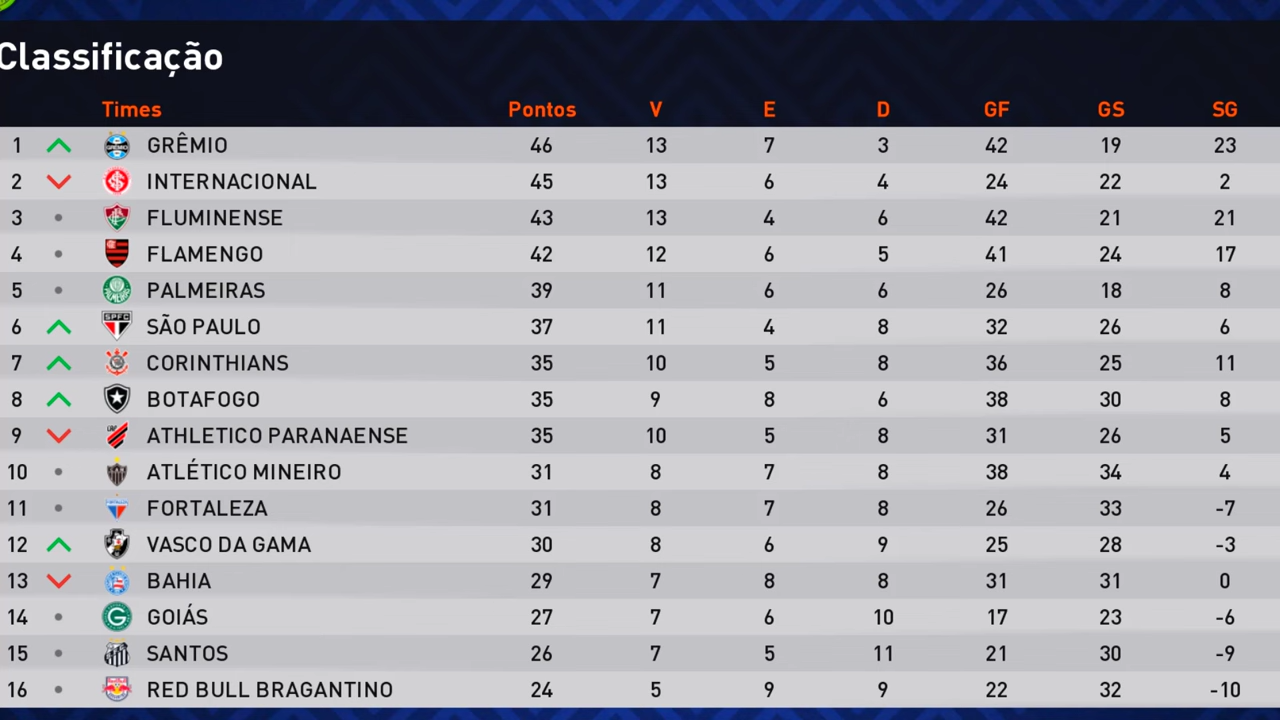 Classificação
Times Pontos V E D GF GS SG
1 GRÊMIO 46 13 7 3 42 19 23
2 INTERNACIONAL 45 13 6 4 24 22 2
3 FLUMINENSE 43 13 4 6 42 21 21
4 FLAMENGO 42 12 6 5 41 24 17
5 PALMEIRAS 39 11 6 6 26 18 8
6 SPFC SÃO PAULO 37 11 4 8 32 26 6
7 CORINTHIANS 35 10 5 8 36 25 11
8 BOTAFOGO 35 9 8 6 38 30 8
9 ATHLETICO PARANAENSE 35 10 5 8 31 26 5
10 ATLÉTICO MINEIRO 31 8 7 8 38 34 4
11 FORTALEZA 31 8 7 8 26 33 -7
12 VASCO DA GAMA 30 8 6 9 25 28 -3
13 BAHIA 29 7 8 8 31 31 0
14 GOIÁS 27 7 6 10 17 23 -6
15 SANTOS 26 7 5 11 21 30 -9
16 RED BULL BRAGANTINO 24 5 9 9 22 32 -10